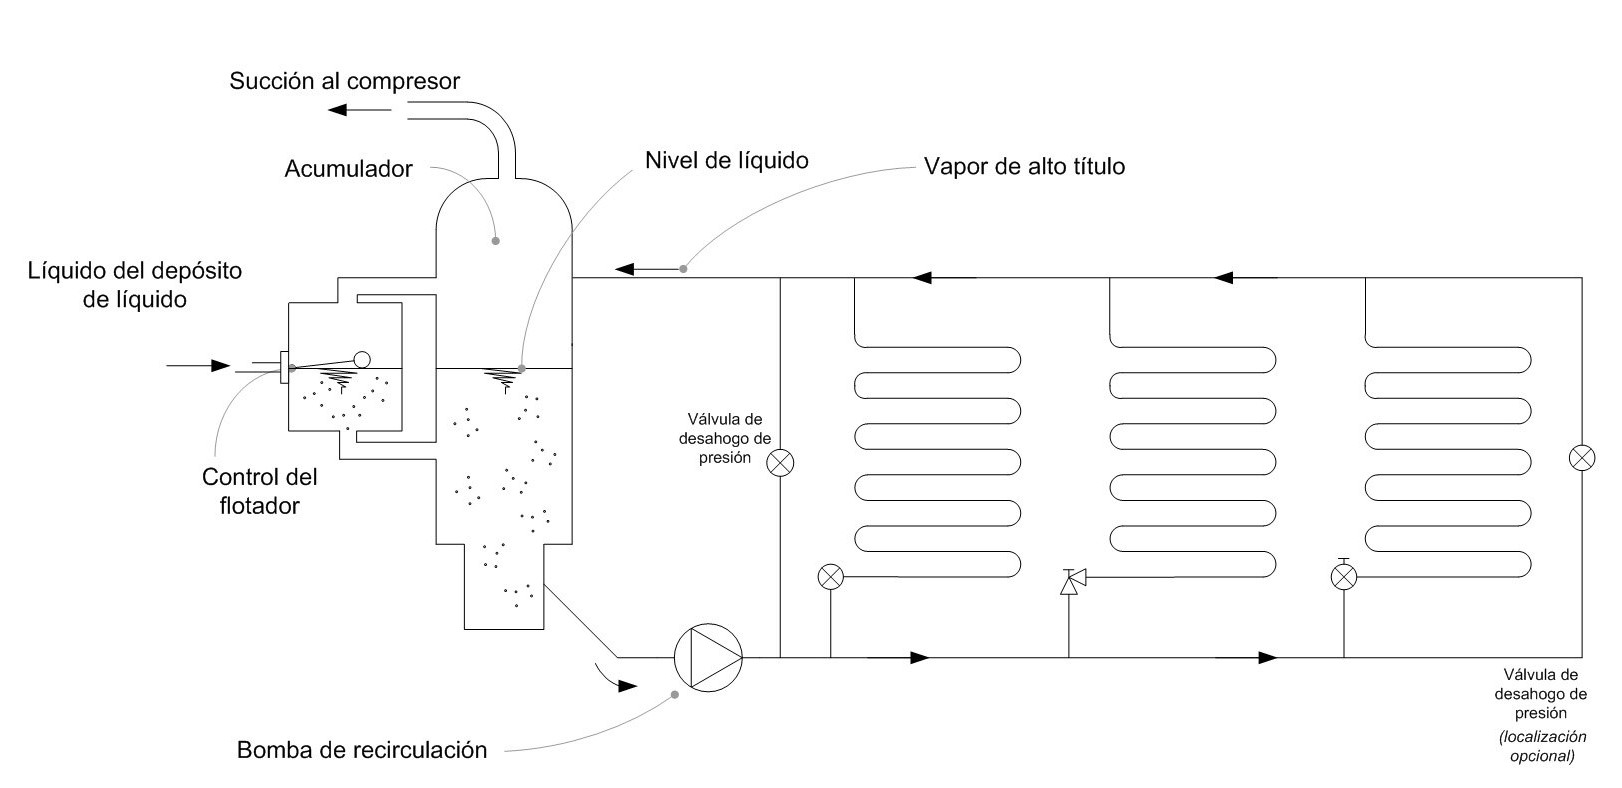 Succión al compresor
Acumulador
Nivel de líquido
Vapor de alto título
Líquido del depósito
de líquido
Válvula de
desahogo de
presión
Control del
flotador
Válvula de
desahogo de
presión
(localización
opcional)
Bomba de recirculación